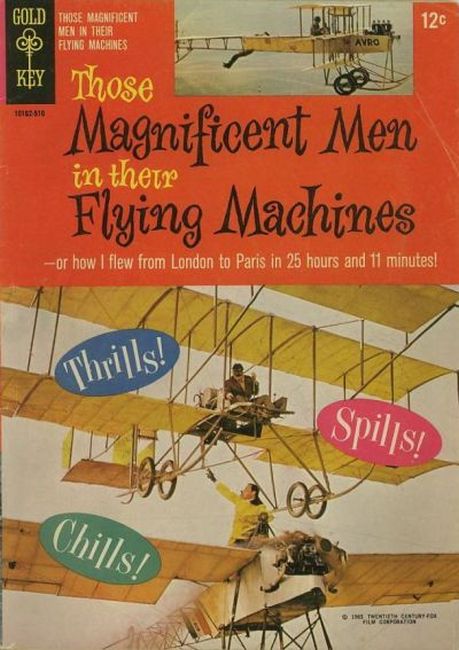 GOLD
KEY
10162-510
THOSE MAGNIFICENT
MEN IN THEIR
FLYING MACHINES
AVRO
12c
Those
Magnificent Men
in their
Flying Machines
—or how I flew from London to Paris in 25 hours and 11 minutes!
Thrills!
Spills!
Chills!
© 1965 TWENTIETH CENTURY-FOX
FILM CORPORATION